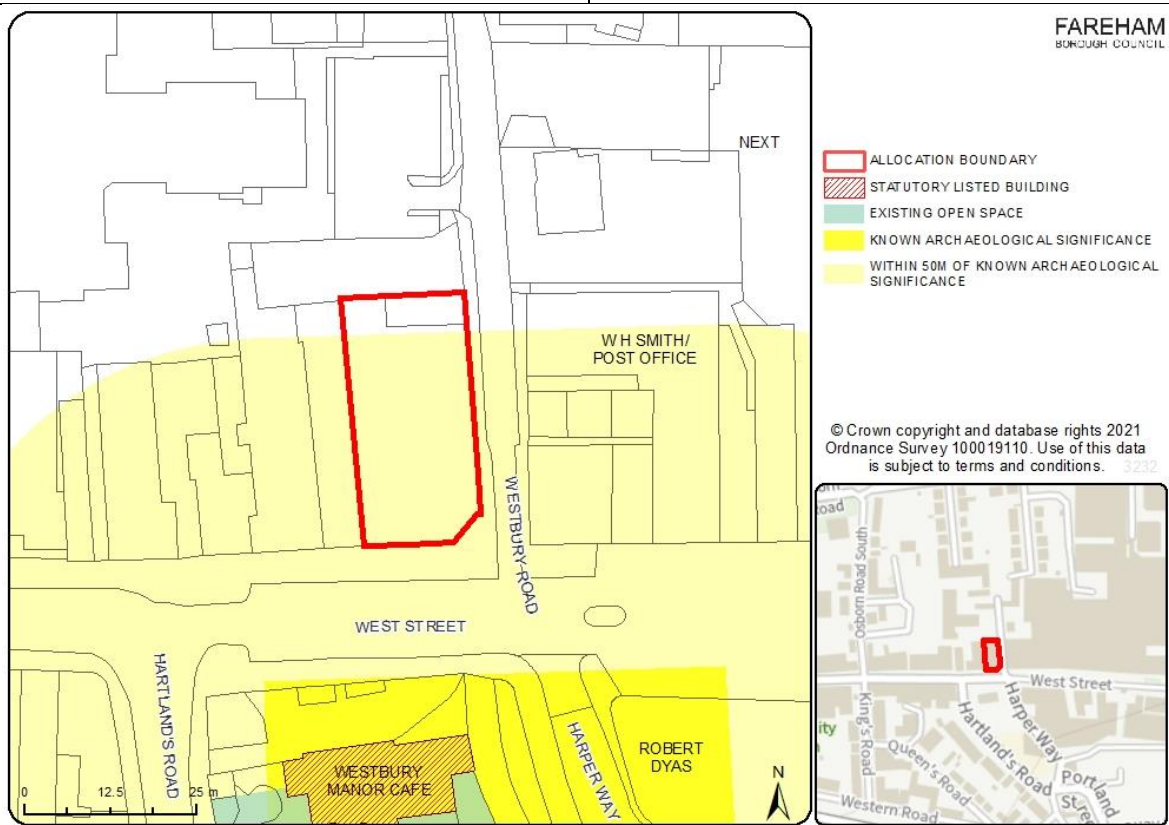 FAREHAM
BOROUGH COUNCIL
NEXT
ALLOCATION BOUNDARY
STATUTORY LISTED BUILDING
EXISTING OPEN SPACE
KNOWN ARCHAEOLOGICAL SIGNIFICANCE
WITHIN 50M OF KNOWN ARCHAEOLOGICAL
SIGNIFICANCE
W H SMITH/
POST OFFICE
© Crown copyright and database rights 2021
Ordnance Survey 100019110. Use of this data
is subject to terms and conditions.
3232
WESTBURY ROAD
WEST STREET
HARTLAND'S ROAD
HARPER WAY
ROBERT
DYAS
WESTBURY
MANOR CAFE
N
0 12.5 25 m
Road
Osborn Road South
West Street
King's Road
Harper Way
Hartland's Road
Queen's Road
Portland
Western Road